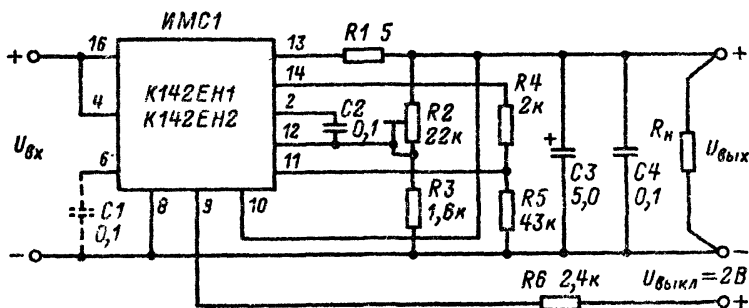 ИМС1
+
16
4
6
К142ЕН1
К142ЕН2
13
14
2
12
11
8
9
10
R1 5
C2
0,1
R2
22к
R3
1,6к
R4
2к
R5
43к
+
C3
5,0
C4
0,1
Rн
Uвых
+
Uвх
C1
0,1
−
−
R6 2,4к
Uвыкл=2В
+